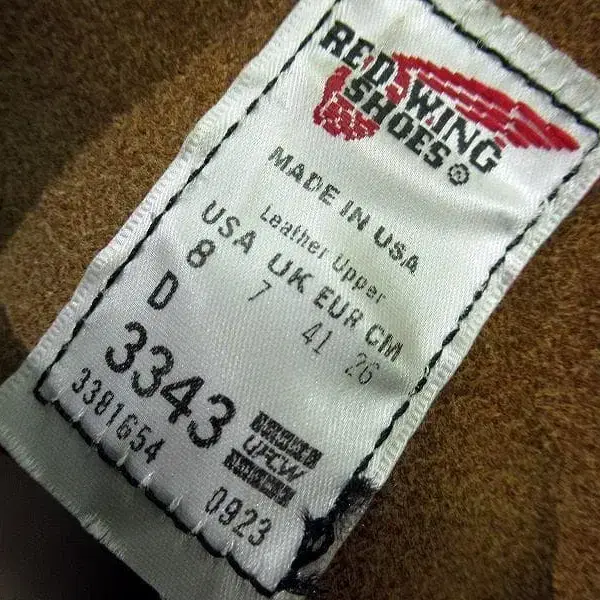 RED WING
SHOES®
MADE IN USA
Leather Upper
USA UK EUR CM
8 7 41 26
D
3343
3381654
UFCW
0923